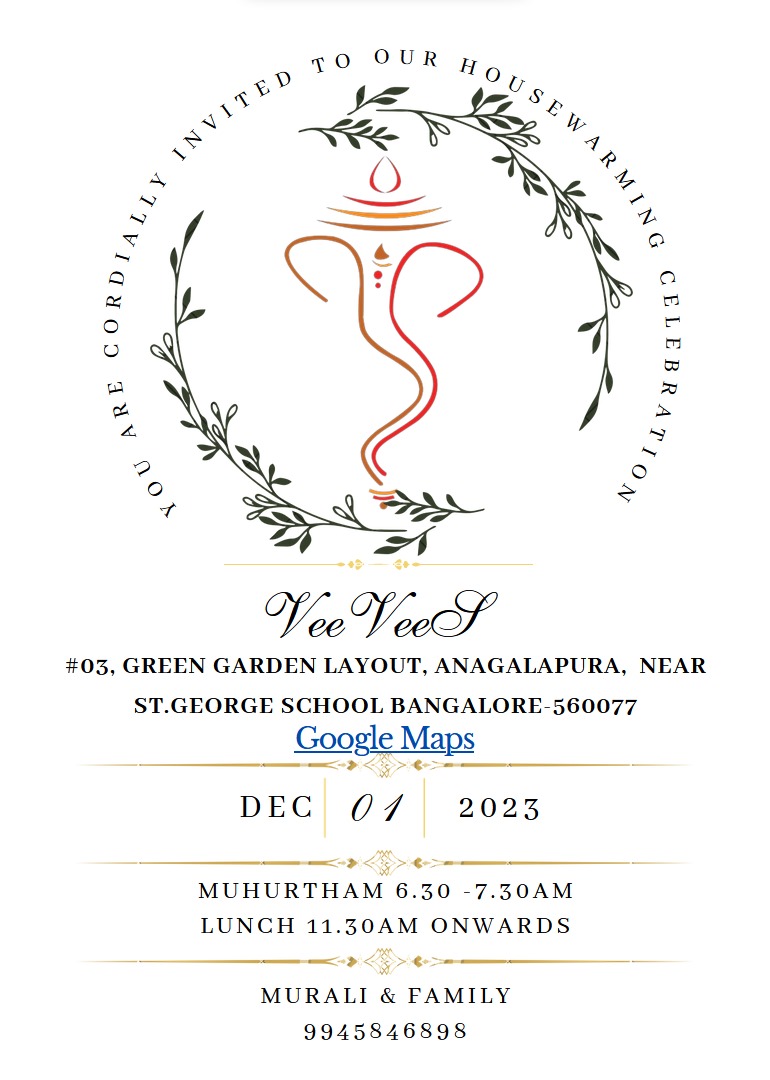 YOU ARE CORDIALLY INVITED TO OUR HOUSEWARMING CELEBRATION
VeeVeeS
#03, GREEN GARDEN LAYOUT, ANAGALAPURA, NEAR
ST.GEORGE SCHOOL BANGALORE-560077
Google Maps
DEC 01 2023
MUHURTHAM 6.30 -7.30AM
LUNCH 11.30AM ONWARDS
MURALI & FAMILY
9945846898